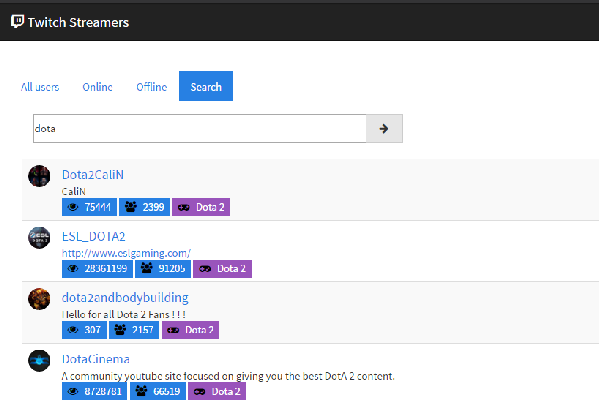 Twitch Streamers
All users Online Offline Search
dota
Dota2CaliN
CaliN
75444 2399 Dota 2
ESL_DOTA2
http://www.eslgaming.com/
28361199 91205 Dota 2
dota2andbodybuilding
Hello for all Dota 2 Fans ! ! !
307 2157 Dota 2
DotaCinema
A community youtube site focused on giving you the best DotA 2 content.
8728781 66519 Dota 2